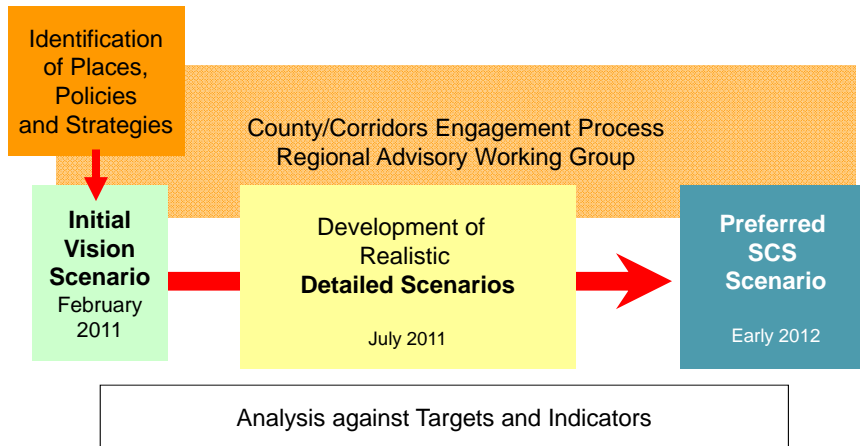 Identification
of Places,
Policies
and Strategies
County/Corridors Engagement Process
Regional Advisory Working Group
Initial
Vision
Scenario
February
2011
Development of
Realistic
Detailed Scenarios
July 2011
Preferred
SCS
Scenario
Early 2012
Analysis against Targets and Indicators